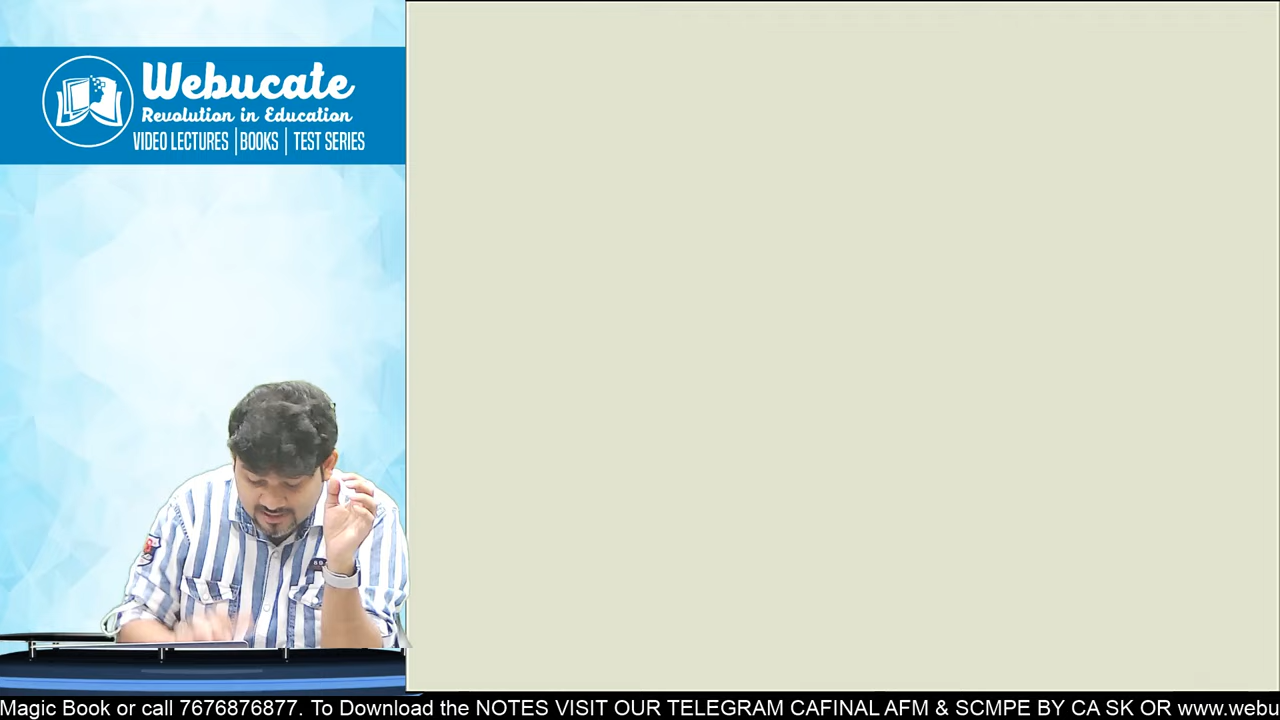 Webucate
Revolution in Education
VIDEO LECTURES | BOOKS | TEST SERIES
Magic Book or call 7676876877. To Download the NOTES VISIT OUR TELEGRAM CAFINAL AFM & SCMPE BY CA SK OR www.webu